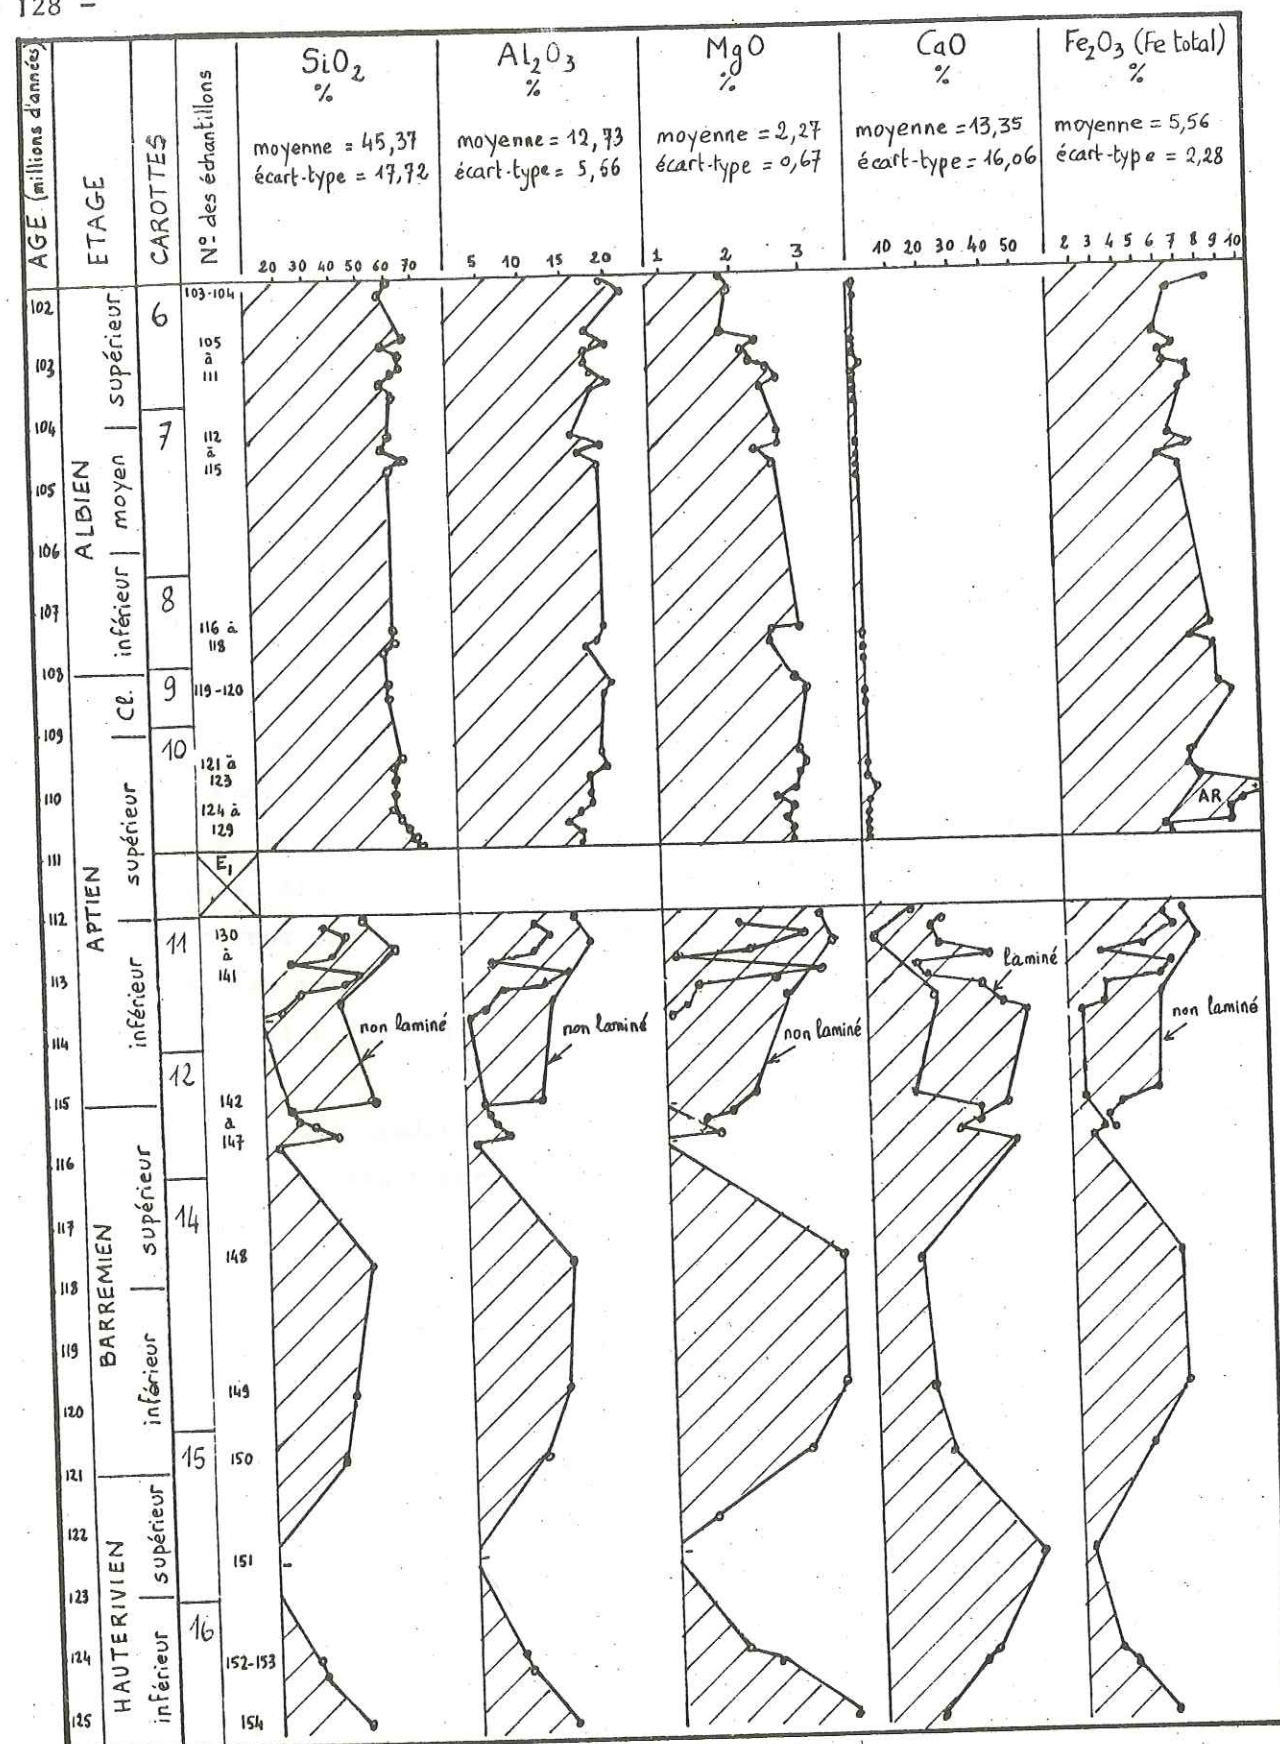 128 -
AGE (millions d'années)
ETAGE
CAROTTES
N° des échantillons
SiO2
%
moyenne = 45,37
écart-type = 17,72
20 30 40 50 60 70
Al2O3
%
moyenne = 12,73
écart-type = 5,66
5 10 15 20
MgO
%
moyenne = 2,27
écart-type = 0,67
1 2 3
CaO
%
moyenne = 13,35
écart-type = 16,06
10 20 30 40 50
Fe2O3 (Fe total)
%
moyenne = 5,56
écart-type = 2,28
2 3 4 5 6 7 8 9 10
102
103
104
105
106
107
108
109
110
111
112
113
114
115
116
117
118
119
120
121
122
123
124
125
ALBIEN
supérieur
moyen
inférieur
Cl.
APTIEN
supérieur
inférieur
BARREMIEN
supérieur
inférieur
HAUTERIVIEN
supérieur
inférieur
6
7
8
9
10
11
12
14
15
16
103-104
105
à
111
112
à
115
116 à
118
119-120
121 à
123
124 à
129
E1
130
à
141
142
à
147
148
149
150
151
152-153
154
non laminé
non laminé
non laminé
laminé
AR
non laminé